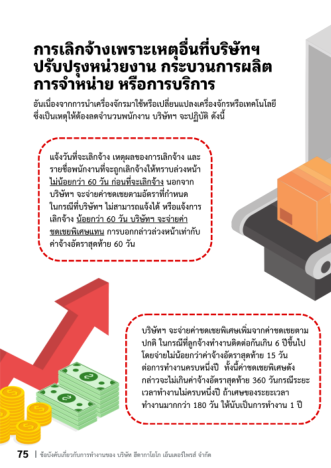 การเลิกจ้างเพราะเหตุอื่นที่บริษัทฯ
ปรับปรุงหน่วยงาน กระบวนการผลิต
การจำหน่าย หรือการบริการ
อันเนื่องจากการนำเครื่องจักรมาใช้หรือเปลี่ยนแปลงเครื่องจักรหรือเทคโนโลยี
ซึ่งเป็นเหตุให้ต้องลดจำนวนพนักงาน บริษัทฯ จะปฏิบัติ ดังนี้
แจ้งวันที่จะเลิกจ้าง เหตุผลของการเลิกจ้าง และ
รายชื่อพนักงานที่จะถูกเลิกจ้างให้ทราบล่วงหน้า
ไม่น้อยกว่า 60 วัน ก่อนที่จะเลิกจ้าง นอกจาก
บริษัทฯ จะจ่ายค่าชดเชยตามอัตราที่กำหนด
ในกรณีที่บริษัทฯ ไม่สามารถแจ้งได้ หรือแจ้งการ
เลิกจ้าง น้อยกว่า 60 วัน บริษัทฯ จะจ่ายค่า
ชดเชยพิเศษแทน การบอกกล่าวล่วงหน้าเท่ากับ
ค่าจ้างอัตราสุดท้าย 60 วัน
บริษัทฯ จะจ่ายค่าชดเชยพิเศษเพิ่มจากค่าชดเชยตาม
ปกติ ในกรณีที่ลูกจ้างทำงานติดต่อกันเกิน 6 ปีขึ้นไป
โดยจ่ายไม่น้อยกว่าค่าจ้างอัตราสุดท้าย 15 วัน
ต่อการทำงานครบหนึ่งปี ทั้งนี้ค่าชดเชยพิเศษดัง
กล่าวจะไม่เกินค่าจ้างอัตราสุดท้าย 360 วันกรณีระยะ
เวลาทำงานไม่ครบหนึ่งปี ถ้าเศษของระยะเวลา
ทำงานมากกว่า 180 วัน ให้นับเป็นการทำงาน 1 ปี
75 | ข้อบังคับเกี่ยวกับการทำงานของ บริษัท ฮีดากาโยโก เอ็นเตอร์ไพรส์ จำกัด